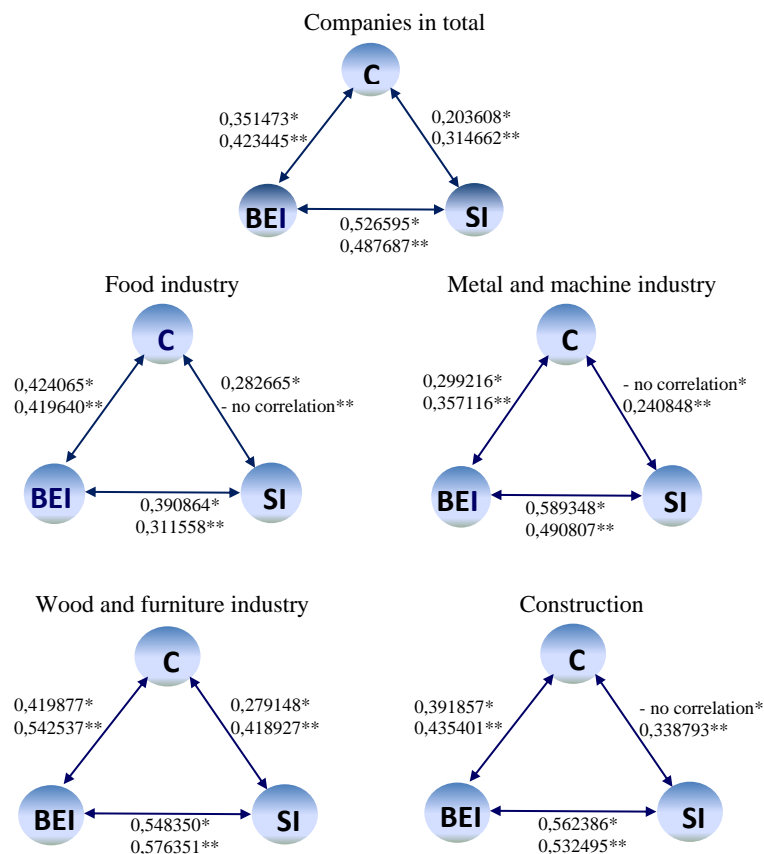 Companies in total
C
0,351473*
0,423445**
0,203608*
0,314662**
BEI
SI
0,526595*
0,487687**
Food industry
C
0,424065*
0,419640**
0,282665*
- no correlation**
BEI
SI
0,390864*
0,311558**
Metal and machine industry
C
0,299216*
0,357116**
- no correlation*
0,240848**
BEI
SI
0,589348*
0,490807**
Wood and furniture industry
C
0,419877*
0,542537**
0,279148*
0,418927**
BEI
SI
0,548350*
0,576351**
Construction
C
0,391857*
0,435401**
- no correlation*
0,338793**
BEI
SI
0,562386*
0,532495**